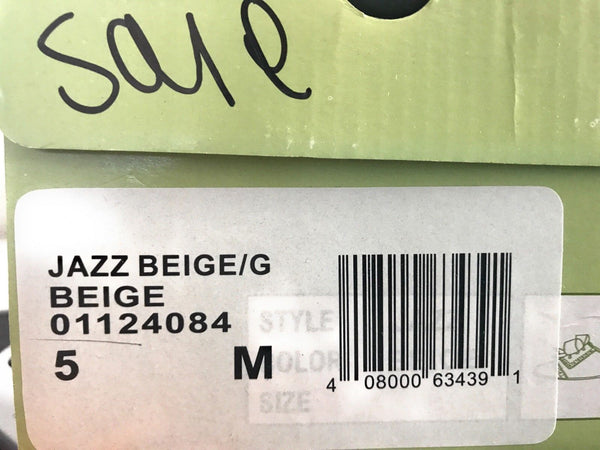 Sale
JAZZ BEIGE/G
BEIGE
01124084
5 M
STYLE
COLOR
SIZE
4 08000 63439 1